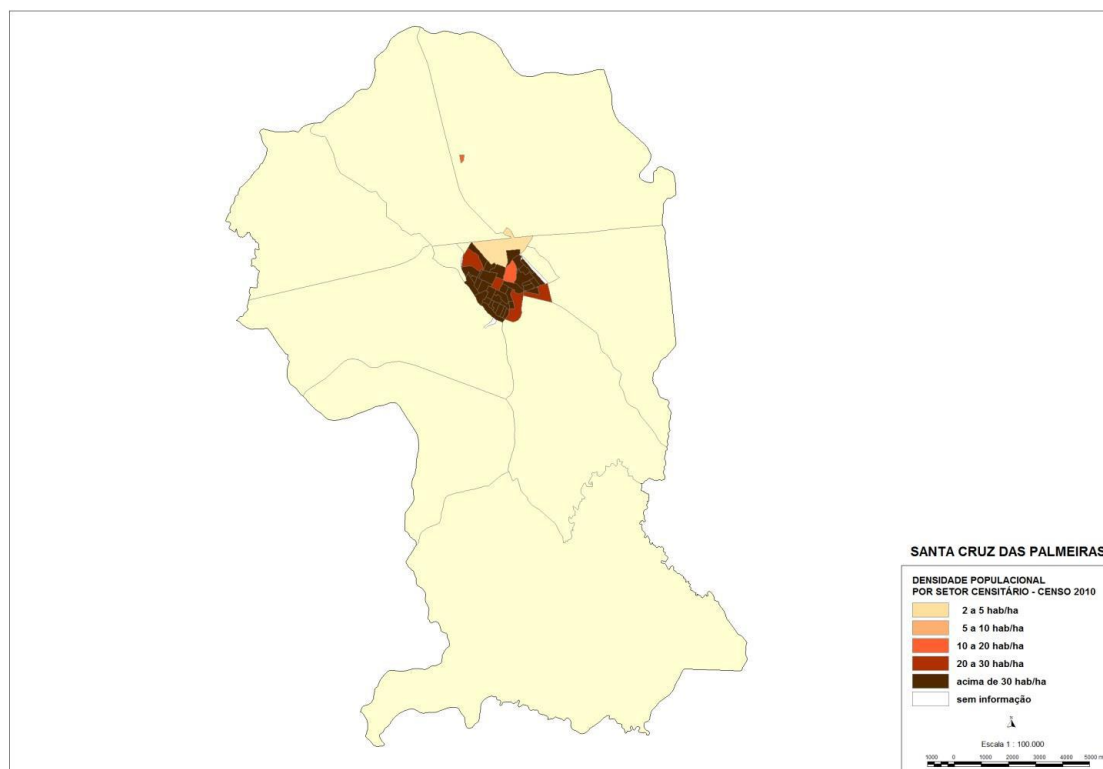 SANTA CRUZ DAS PALMEIRAS
DENSIDADE POPULACIONAL
POR SETOR CENSITÁRIO - CENSO 2010
2 a 5 hab/ha
5 a 10 hab/ha
10 a 20 hab/ha
20 a 30 hab/ha
acima de 30 hab/ha
sem informação
Escala 1 : 100.000
1000 0 1000 2000 3000 4000 5000 m